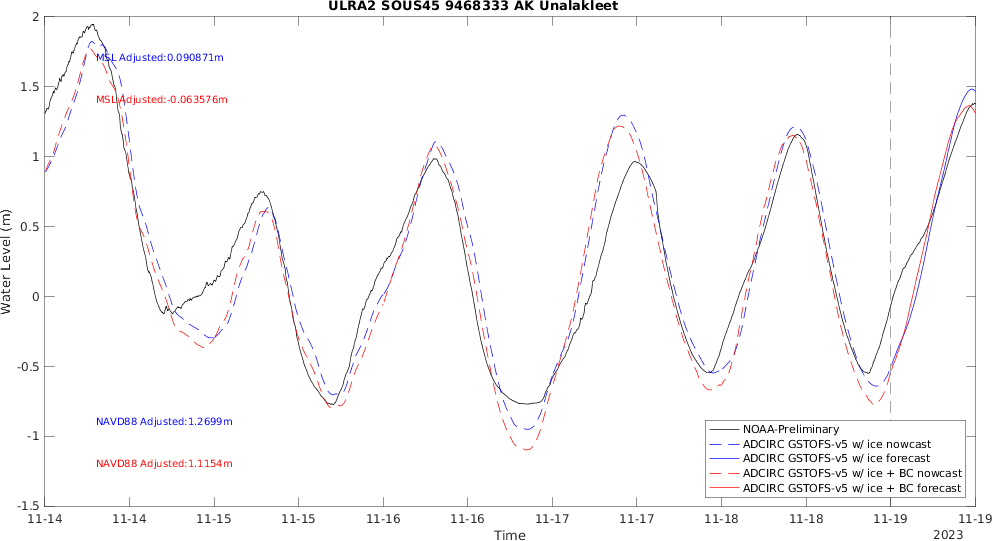 ULRA2 SOUS45 9468333 AK Unalakleet
2
1.5
1
0.5
0
-0.5
-1
-1.5
Water Level (m)
MSL Adjusted:0.090871m
MSL Adjusted:-0.063576m
NAVD88 Adjusted:1.2699m
NAVD88 Adjusted:1.1154m
NOAA-Preliminary
ADCIRC GSTOFS-v5 w/ ice nowcast
ADCIRC GSTOFS-v5 w/ ice forecast
ADCIRC GSTOFS-v5 w/ ice + BC nowcast
ADCIRC GSTOFS-v5 w/ ice + BC forecast
11-14 11-14 11-15 11-15 11-16 11-16 11-17 11-17 11-18 11-18 11-19 11-19
Time
2023